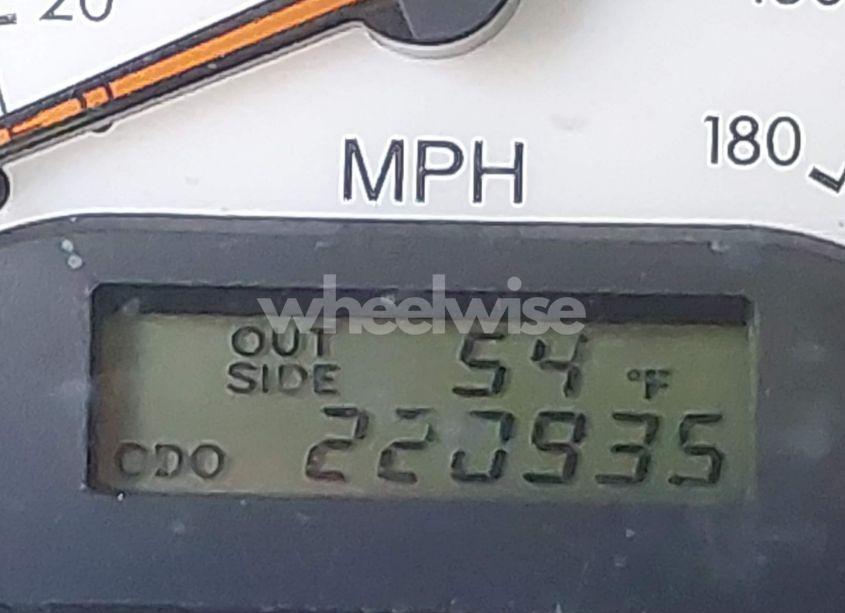 20
180
MPH
wheelwise
OUT SIDE 54 °F
ODO 220935